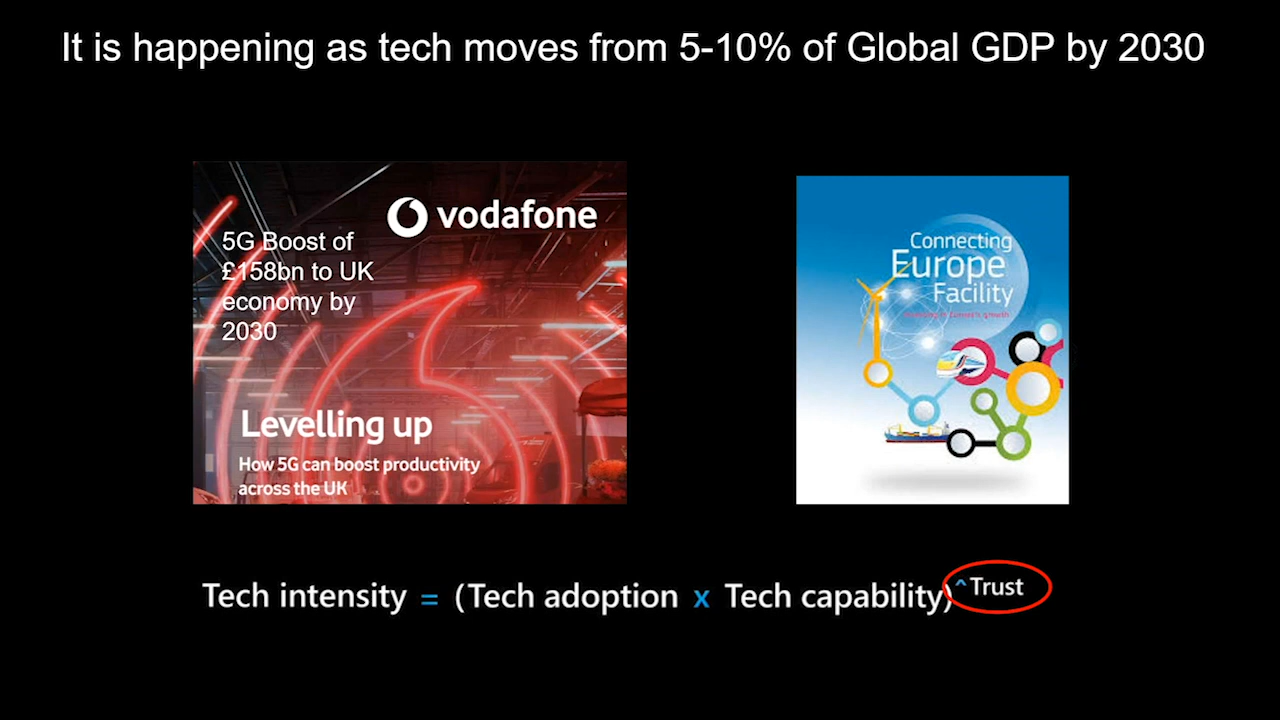 It is happening as tech moves from 5-10% of Global GDP by 2030
vodafone
5G Boost of
£158bn to UK
economy by
2030
Levelling up
How 5G can boost productivity
across the UK
Connecting
Europe
Facility
Tech intensity = (Tech adoption x Tech capability)^Trust